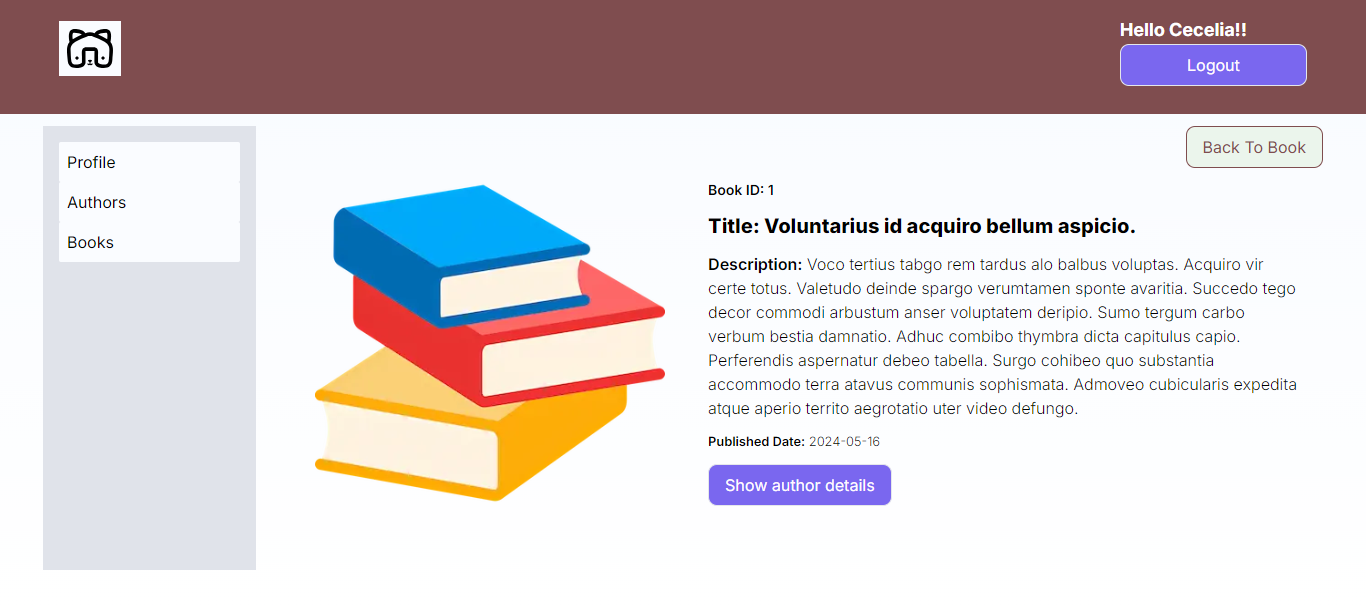 Hello Cecelia!!
Logout
Profile
Authors
Books
Back To Book
Book ID: 1
Title: Voluntarius id acquiro bellum aspicio.
Description: Voco tertius tabgo rem tardus alo balbus voluptas. Acquiro vir
certe totus. Valetudo deinde spargo verumtamen sponte avaritia. Succedo tego
decor commodi arbustum anser voluptatem deripio. Sumo tergum carbo
verbum bestia damnatio. Adhuc combibo thymbra dicta capitulus capio.
Perferendis aspernatur debeo tabella. Surgo cohibeo quo substantia
accommodo terra atavus communis sophismata. Admoveo cubicularis expedita
atque aperio territo aegrotatio uter video defungo.
Published Date: 2024-05-16
Show author details